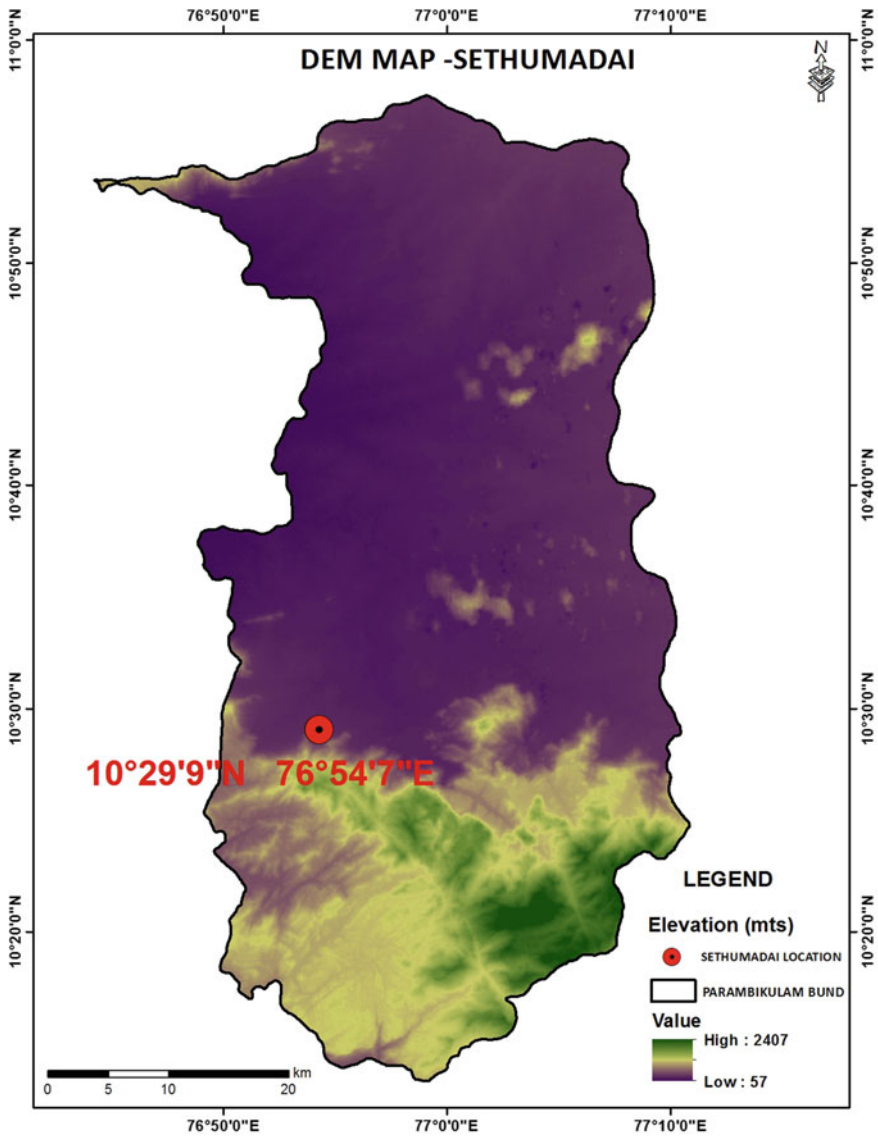 76°50'0"E 77°0'0"E 77°10'0"E
11°0'0"N 11°0'0"N
DEM MAP -SETHUMADAI
N
10°50'0"N 10°50'0"N
10°40'0"N 10°40'0"N
10°30'0"N 10°30'0"N
10°29'9"N 76°54'7"E
10°20'0"N 10°20'0"N
LEGEND
Elevation (mts)
SETHUMADAI LOCATION
PARAMBIKULAM BUND
Value
High : 2407
Low : 57
km
0 5 10 20
76°50'0"E 77°0'0"E 77°10'0"E